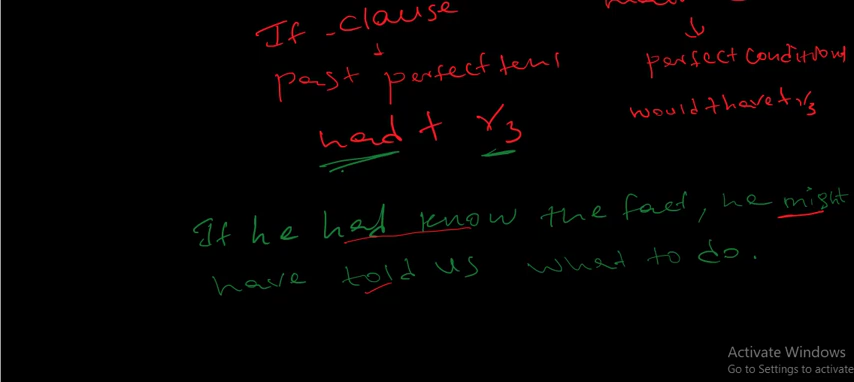 If clause
↓
past perfect tens
had + V3
↓
perfect condition
would + have + V3
If he had know the fact, he might
have told us what to do.
Activate Windows
Go to Settings to activate